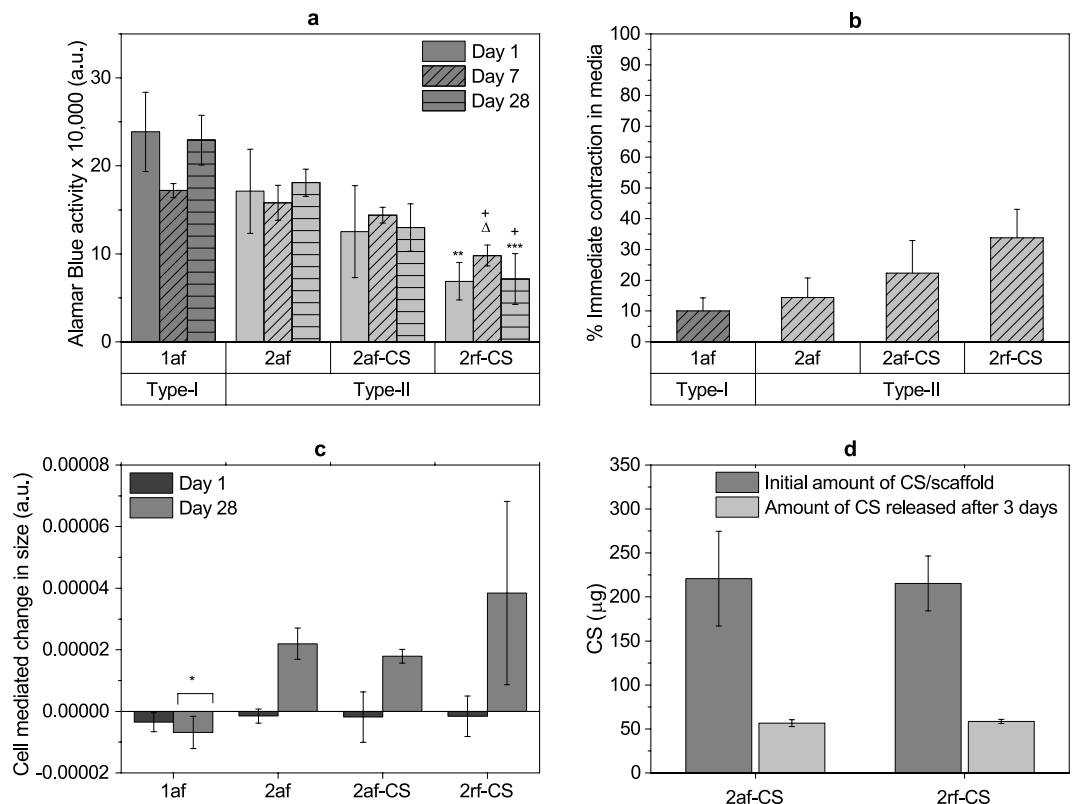 a
Alamar Blue activity x 10,000 (a.u.)
30
20
10
0
Day 1
Day 7
Day 28
**
+
Δ
+
***
1af
2af
2af-CS
2rf-CS
Type-I
Type-II
b
% Immediate contraction in media
100
90
80
70
60
50
40
30
20
10
0
1af
2af
2af-CS
2rf-CS
Type-I
Type-II
c
Cell mediated change in size (a.u.)
0.00008
0.00006
0.00004
0.00002
0.00000
-0.00002
Day 1
Day 28
*
1af
2af
2af-CS
2rf-CS
d
CS (µg)
350
300
250
200
150
100
50
0
Initial amount of CS/scaffold
Amount of CS released after 3 days
2af-CS
2rf-CS